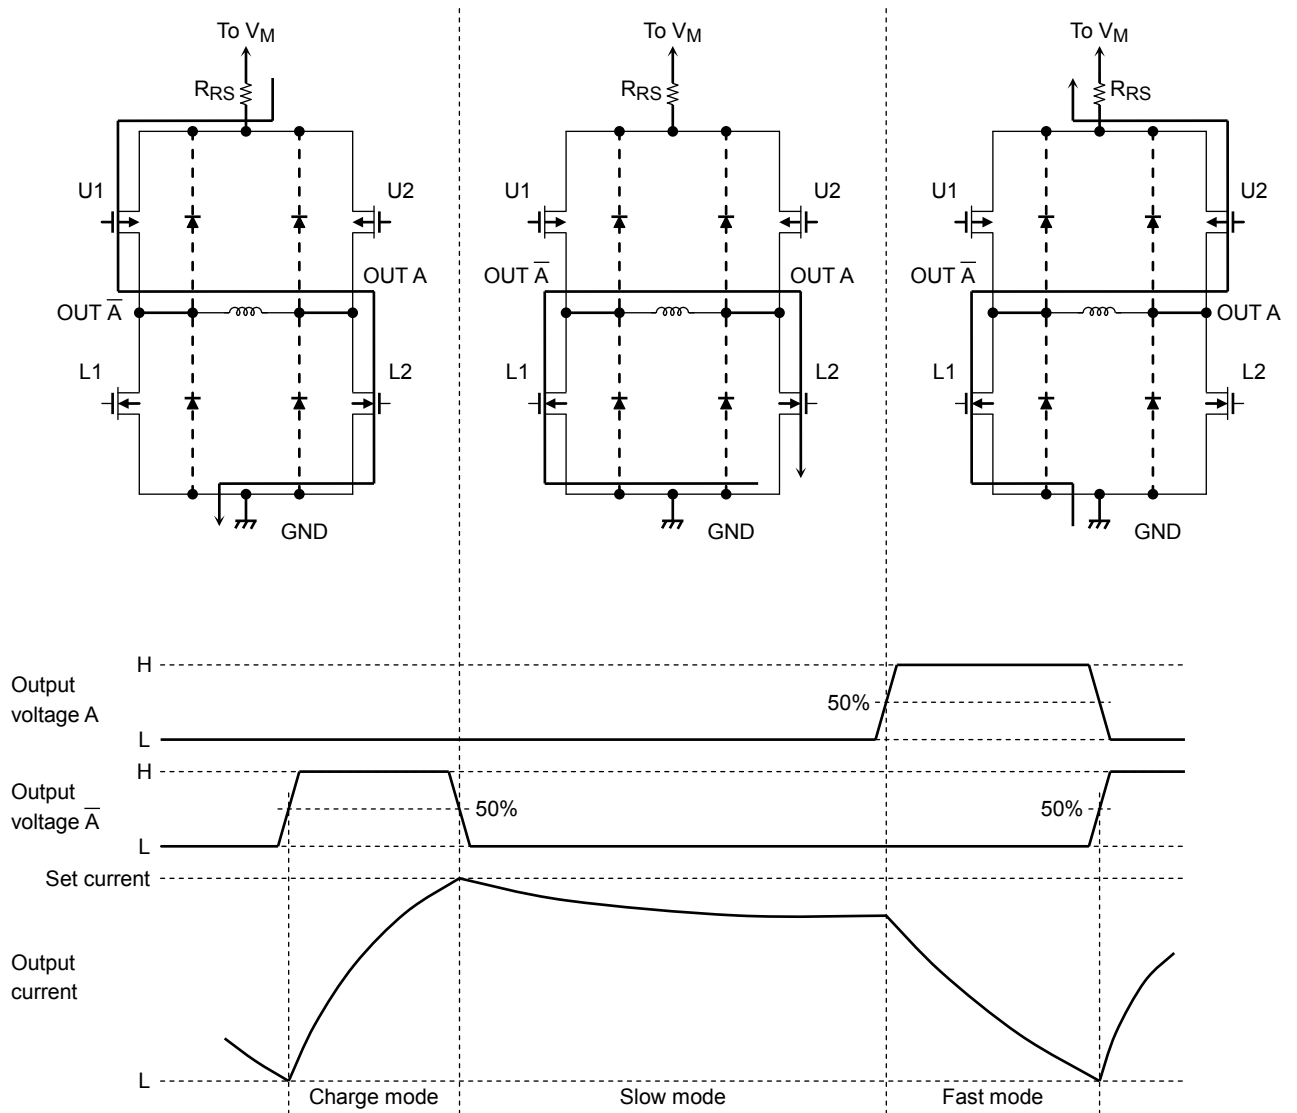 To VM
RRS
U1
U2
OUT A
OUT A̅
L1
L2
GND
To VM
RRS
U1
U2
OUT A̅
OUT A
L1
L2
GND
To VM
RRS
U1
U2
OUT A̅
OUT A
L1
L2
GND
Output
voltage A
H
50%
L
Output
voltage A̅
H
50%
50%
L
Set current
Output
current
L
Charge mode
Slow mode
Fast mode